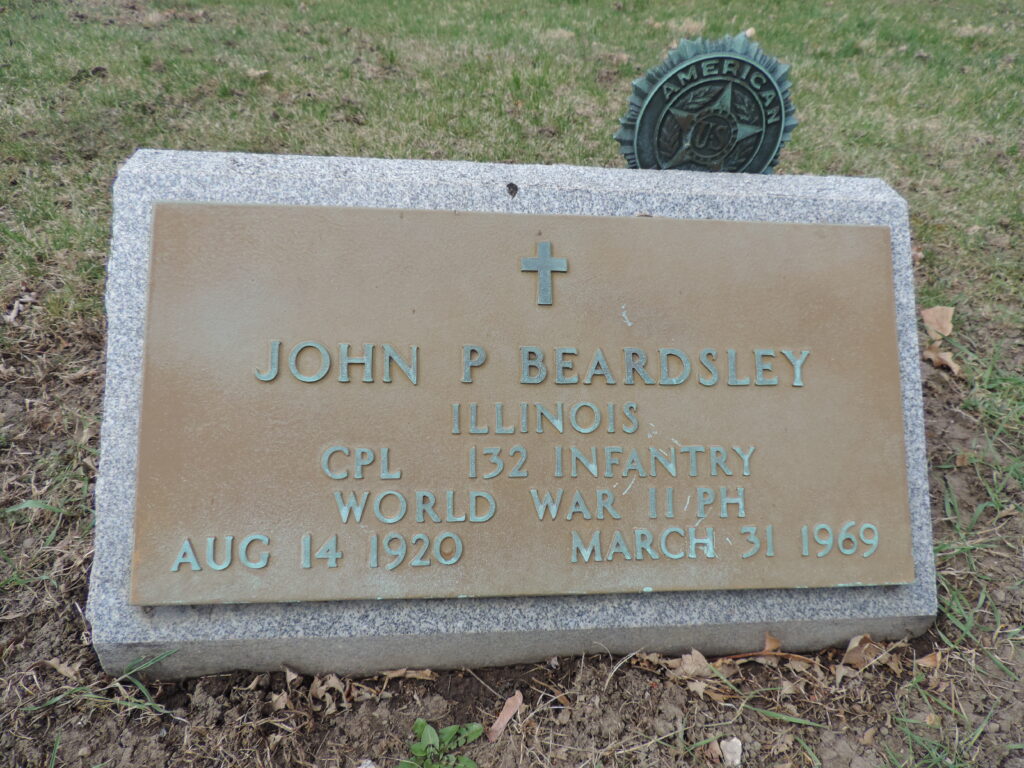 AMERICAN
US
JOHN P BEARDSLEY
ILLINOIS
CPL 132 INFANTRY
WORLD WAR II PH
AUG 14 1920 MARCH 31 1969